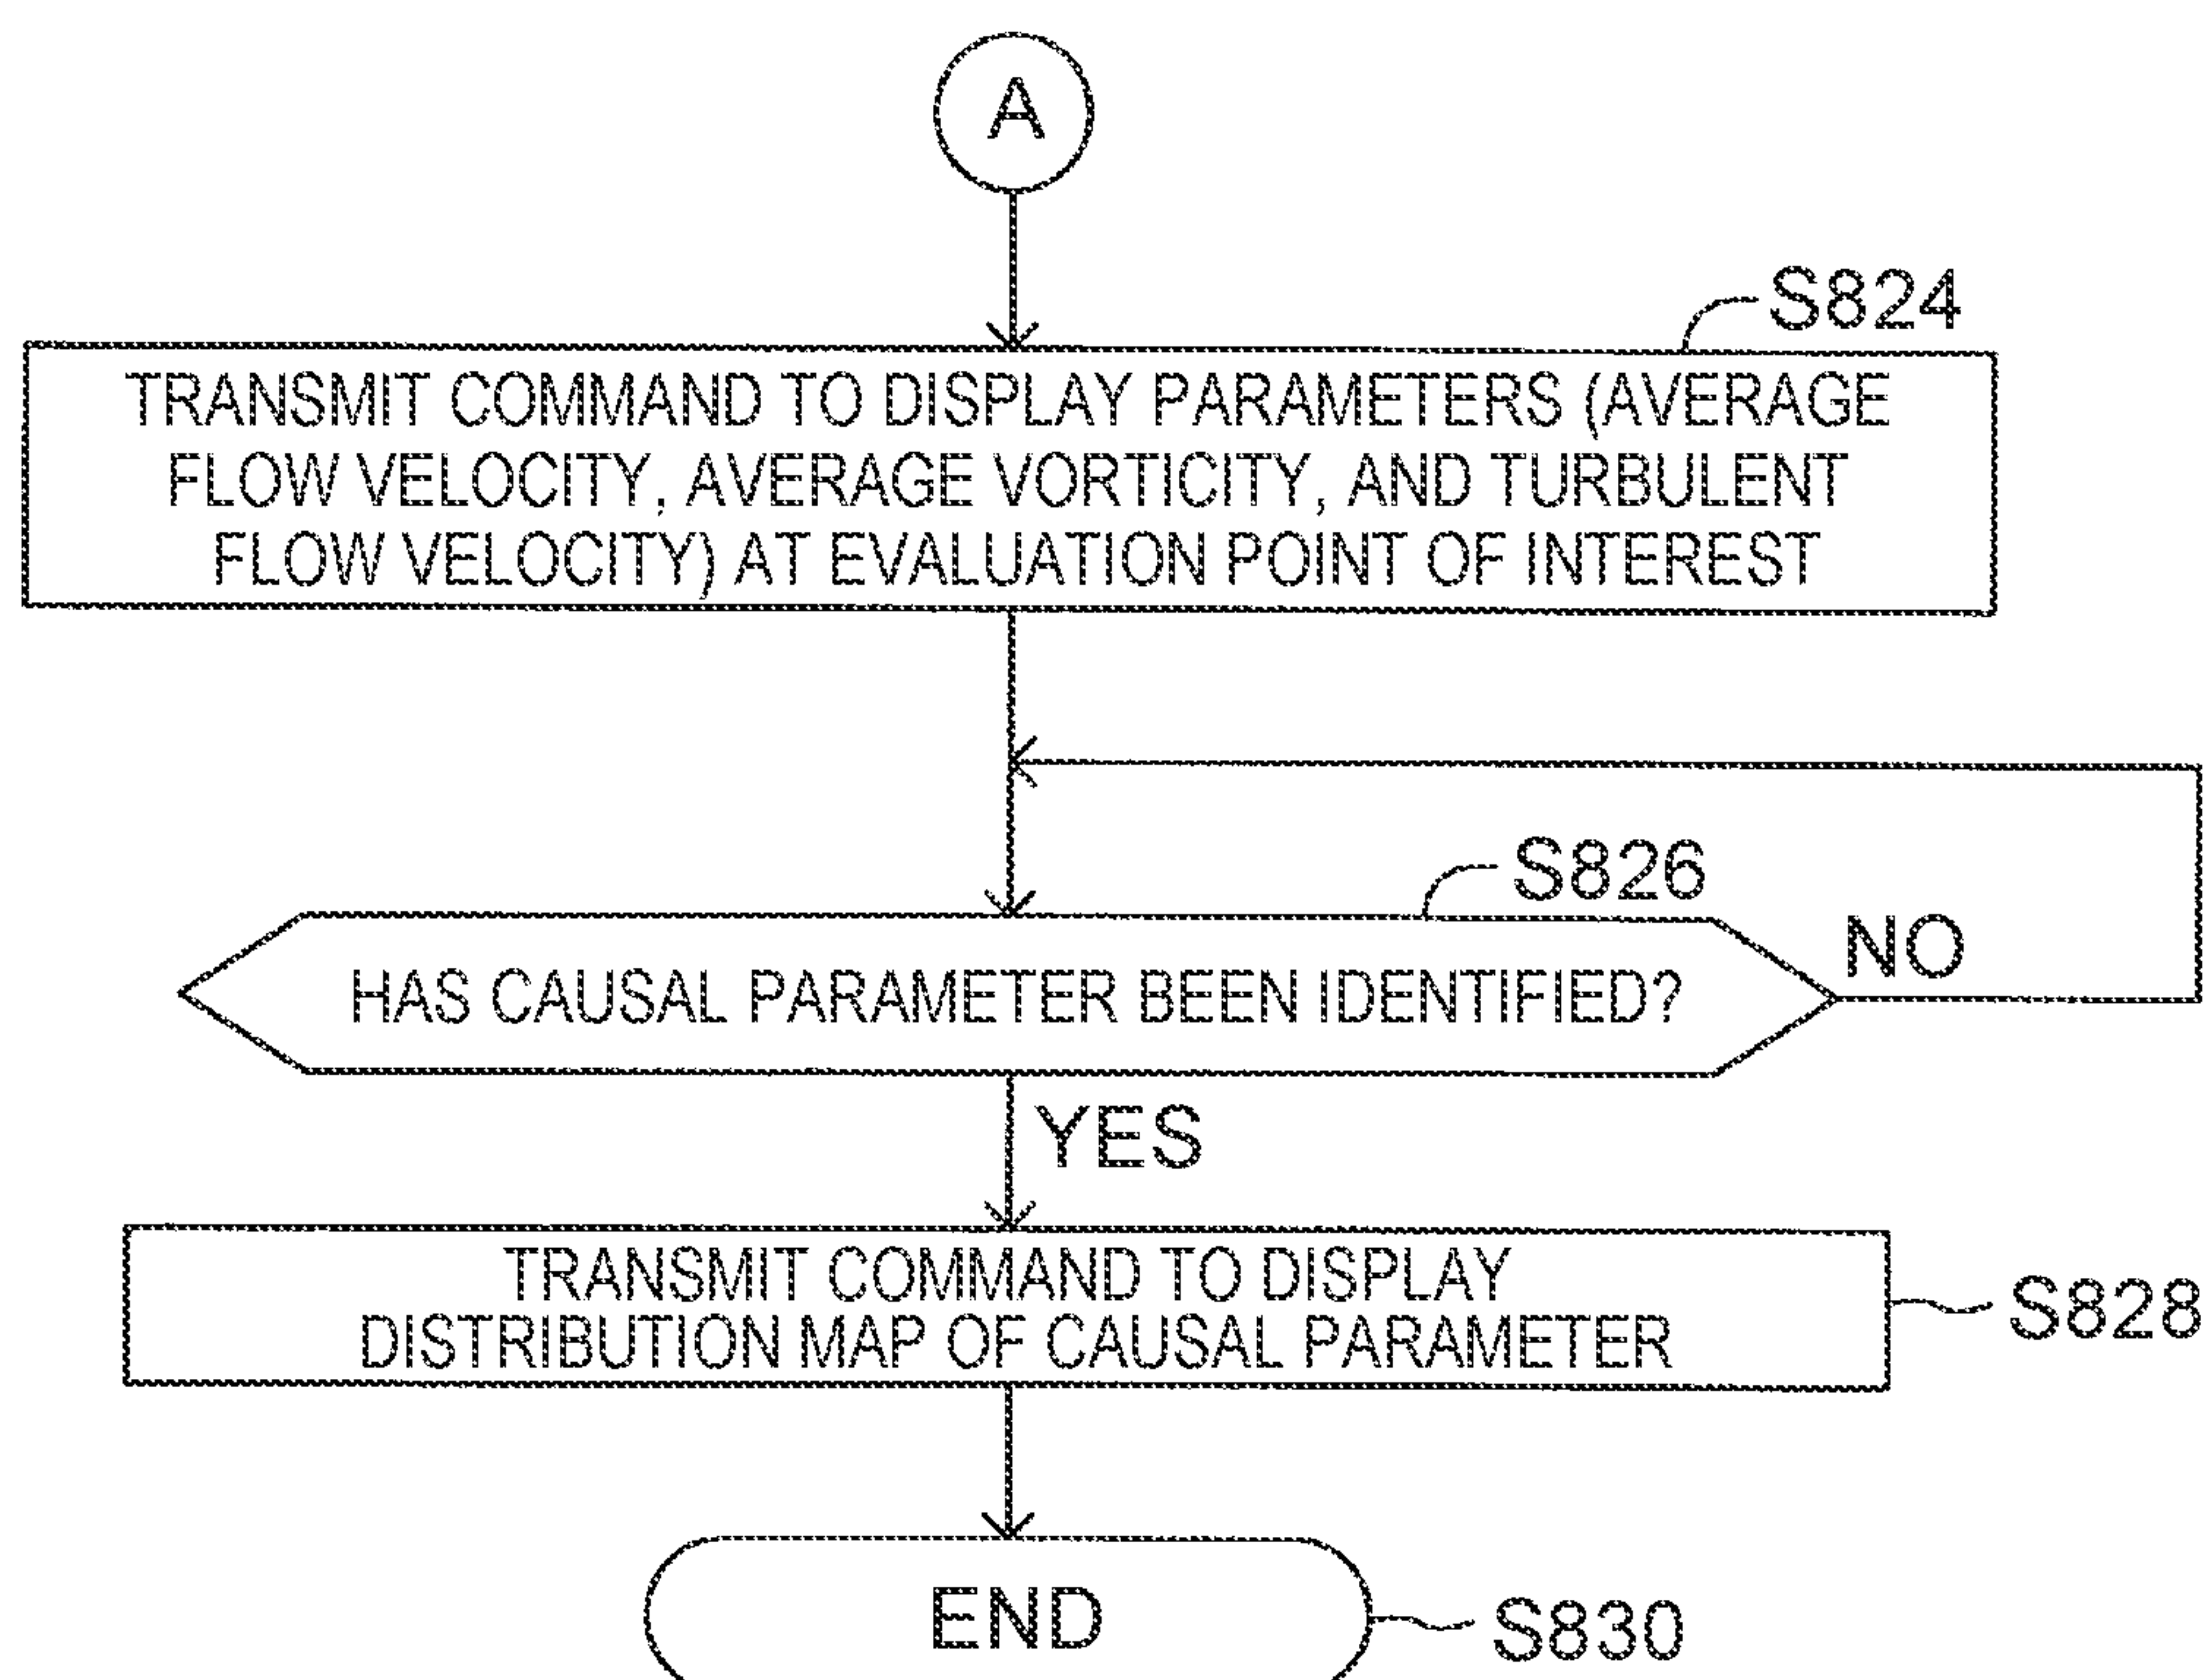 A
S824
TRANSMIT COMMAND TO DISPLAY PARAMETERS (AVERAGE
FLOW VELOCITY, AVERAGE VORTICITY, AND TURBULENT
FLOW VELOCITY) AT EVALUATION POINT OF INTEREST
S826
NO
HAS CAUSAL PARAMETER BEEN IDENTIFIED?
YES
TRANSMIT COMMAND TO DISPLAY
DISTRIBUTION MAP OF CAUSAL PARAMETER
S828
END
S830